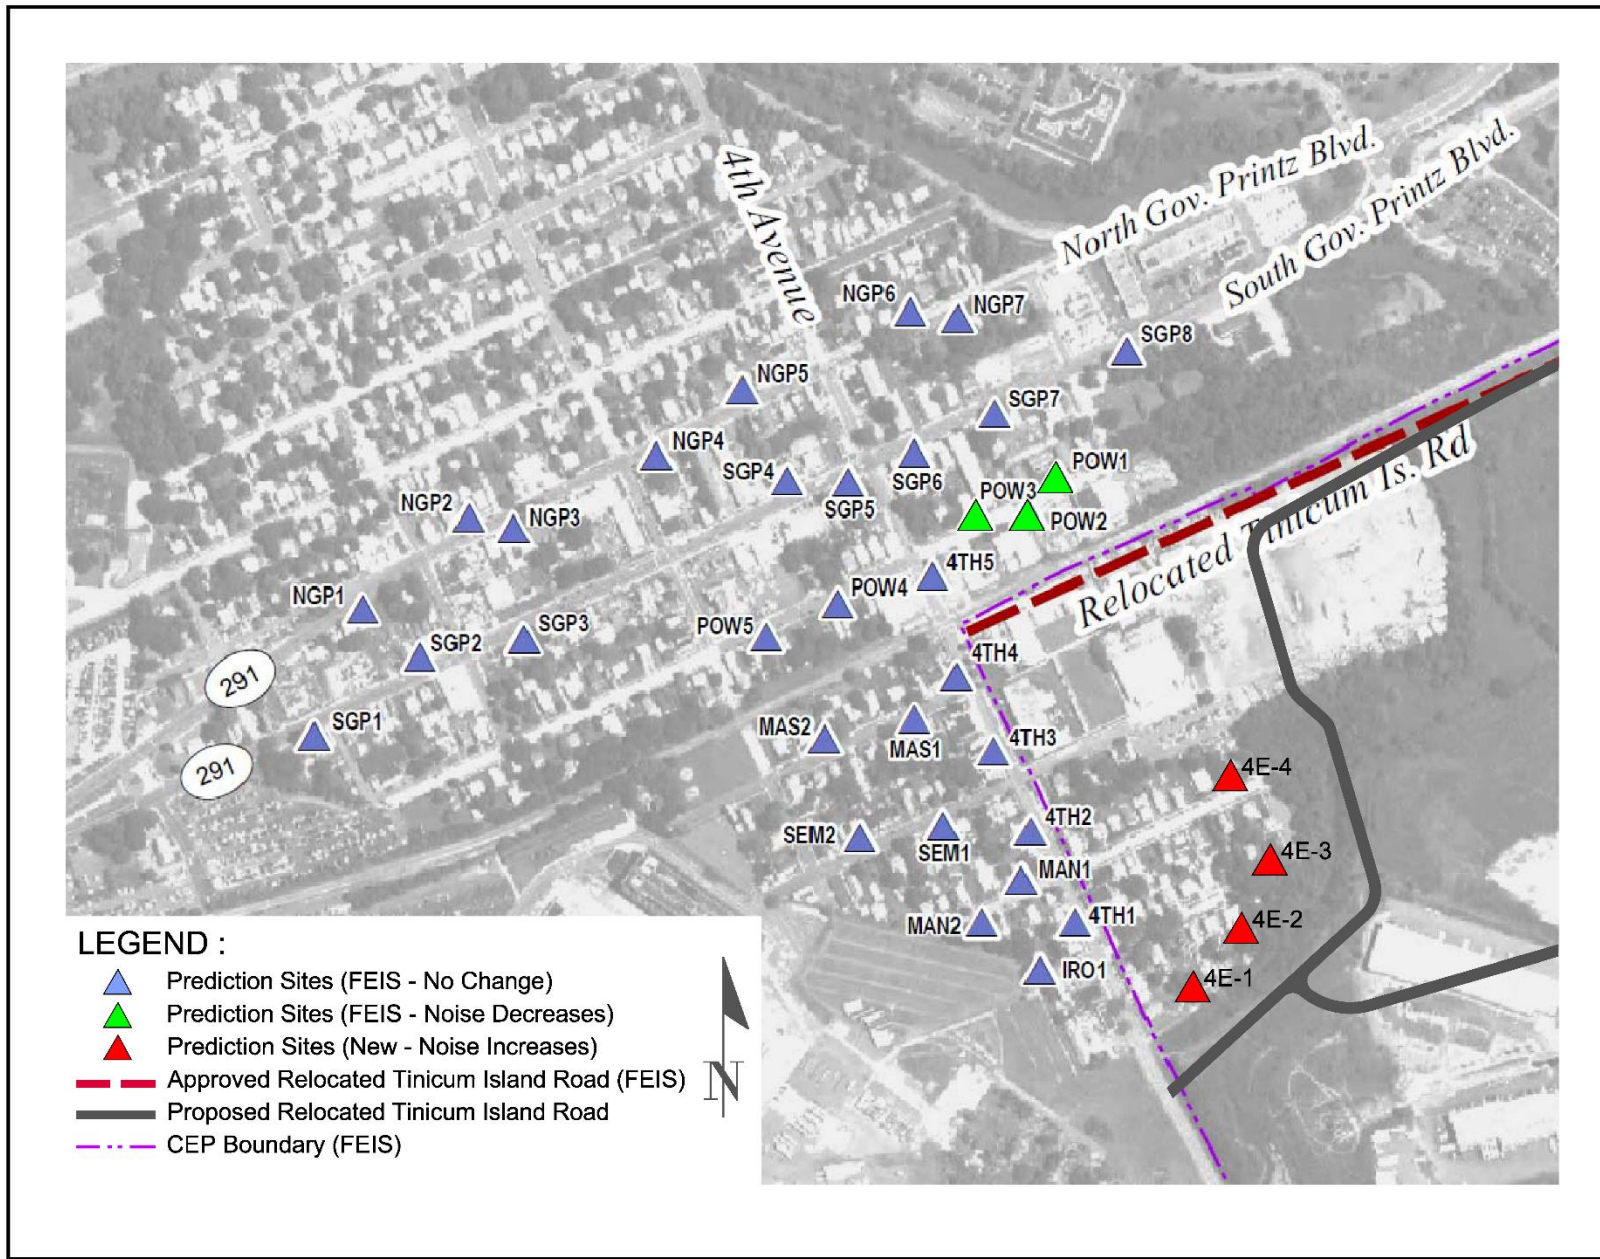 4th Avenue
North Gov. Printz Blvd.
South Gov. Printz Blvd.
NGP6
NGP7
SGP8
NGP5
SGP7
NGP4
SGP4
SGP6
POW1
SGP5
POW3
POW2
NGP2
NGP3
Relocated Tinicum Is. Rd
4TH5
POW4
NGP1
SGP2
SGP3
POW5
4TH4
291
SGP1
MAS2
MAS1
4TH3
291
4E-4
SEM2
SEM1
4TH2
4E-3
MAN1
MAN2
4TH1
4E-2
IRO1
4E-1
LEGEND :
Prediction Sites (FEIS - No Change)
Prediction Sites (FEIS - Noise Decreases)
Prediction Sites (New - Noise Increases)
Approved Relocated Tinicum Island Road (FEIS)
Proposed Relocated Tinicum Island Road
CEP Boundary (FEIS)
N